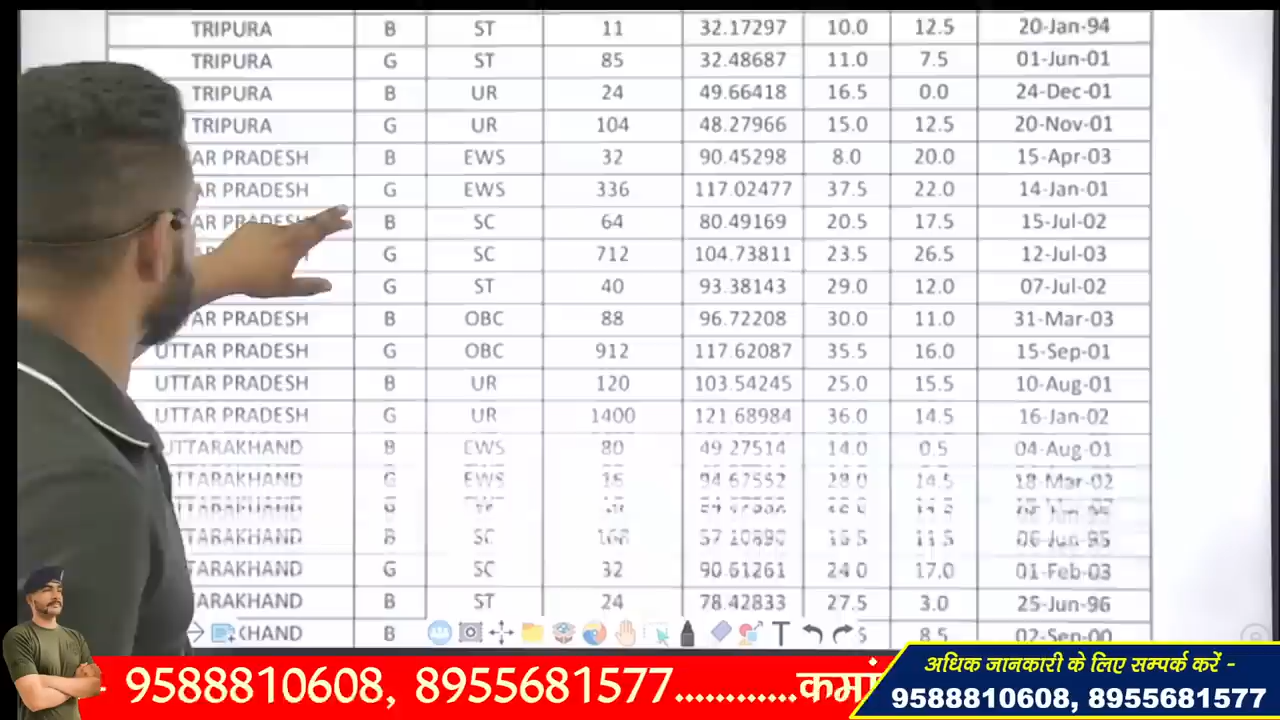 TRIPURA B ST 11 32.17297 10.0 12.5 20-Jan-94
TRIPURA G ST 85 32.48687 11.0 7.5 01-Jun-01
TRIPURA B UR 24 49.66418 16.5 0.0 24-Dec-01
TRIPURA G UR 104 48.27966 15.0 12.5 20-Nov-01
AR PRADESH B EWS 32 90.45298 8.0 20.0 15-Apr-03
AR PRADESH G EWS 336 117.02477 37.5 22.0 14-Jan-01
AR PRADESH B SC 64 80.49169 20.5 17.5 15-Jul-02
G SC 712 104.73811 23.5 26.5 12-Jul-03
G ST 40 93.38143 29.0 12.0 07-Jul-02
TAR PRADESH B OBC 88 96.72208 30.0 11.0 31-Mar-03
UTTAR PRADESH G OBC 912 117.62087 35.5 16.0 15-Sep-01
UTTAR PRADESH B UR 120 103.54245 25.0 15.5 10-Aug-01
UTTAR PRADESH G UR 1400 121.68984 36.0 14.5 16-Jan-02
UTTARAKHAND B EWS 80 49.27514 14.0 0.5 04-Aug-01
TTARAKHAND G EWS 18-Mar-02
TTARAKHAND
TARAKHAND B SC 06-Jun-95
TARAKHAND G SC 32 90.61261 24.0 17.0 01-Feb-03
ARAKHAND B ST 24 78.42833 27.5 3.0 25-Jun-96
KHAND B 5 8.5 02-Sep-00
9588810608, 8955681577............कमां
अधिक जानकारी के लिए सम्पर्क करें -
9588810608, 8955681577